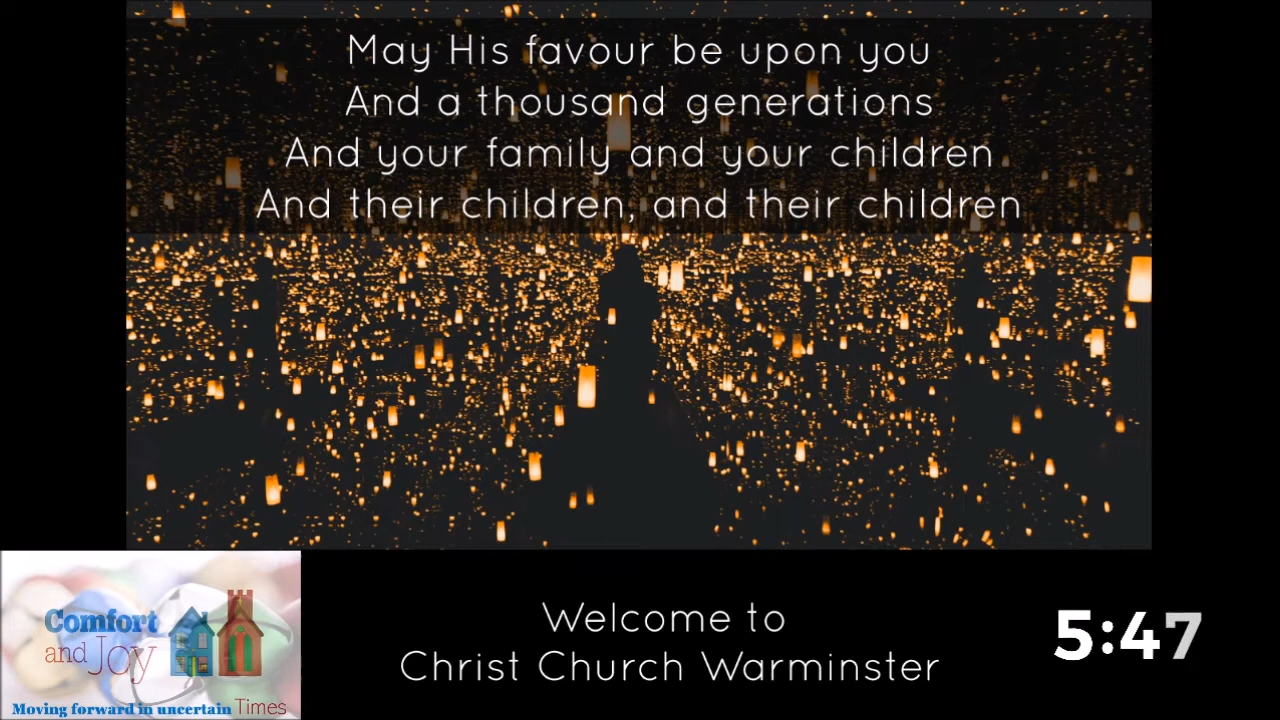 May His favour be upon you
And a thousand generations
And your family and your children
And their children, and their children
Comfort
and Joy
Moving forward in uncertain Times
Welcome to
Christ Church Warminster
5:47